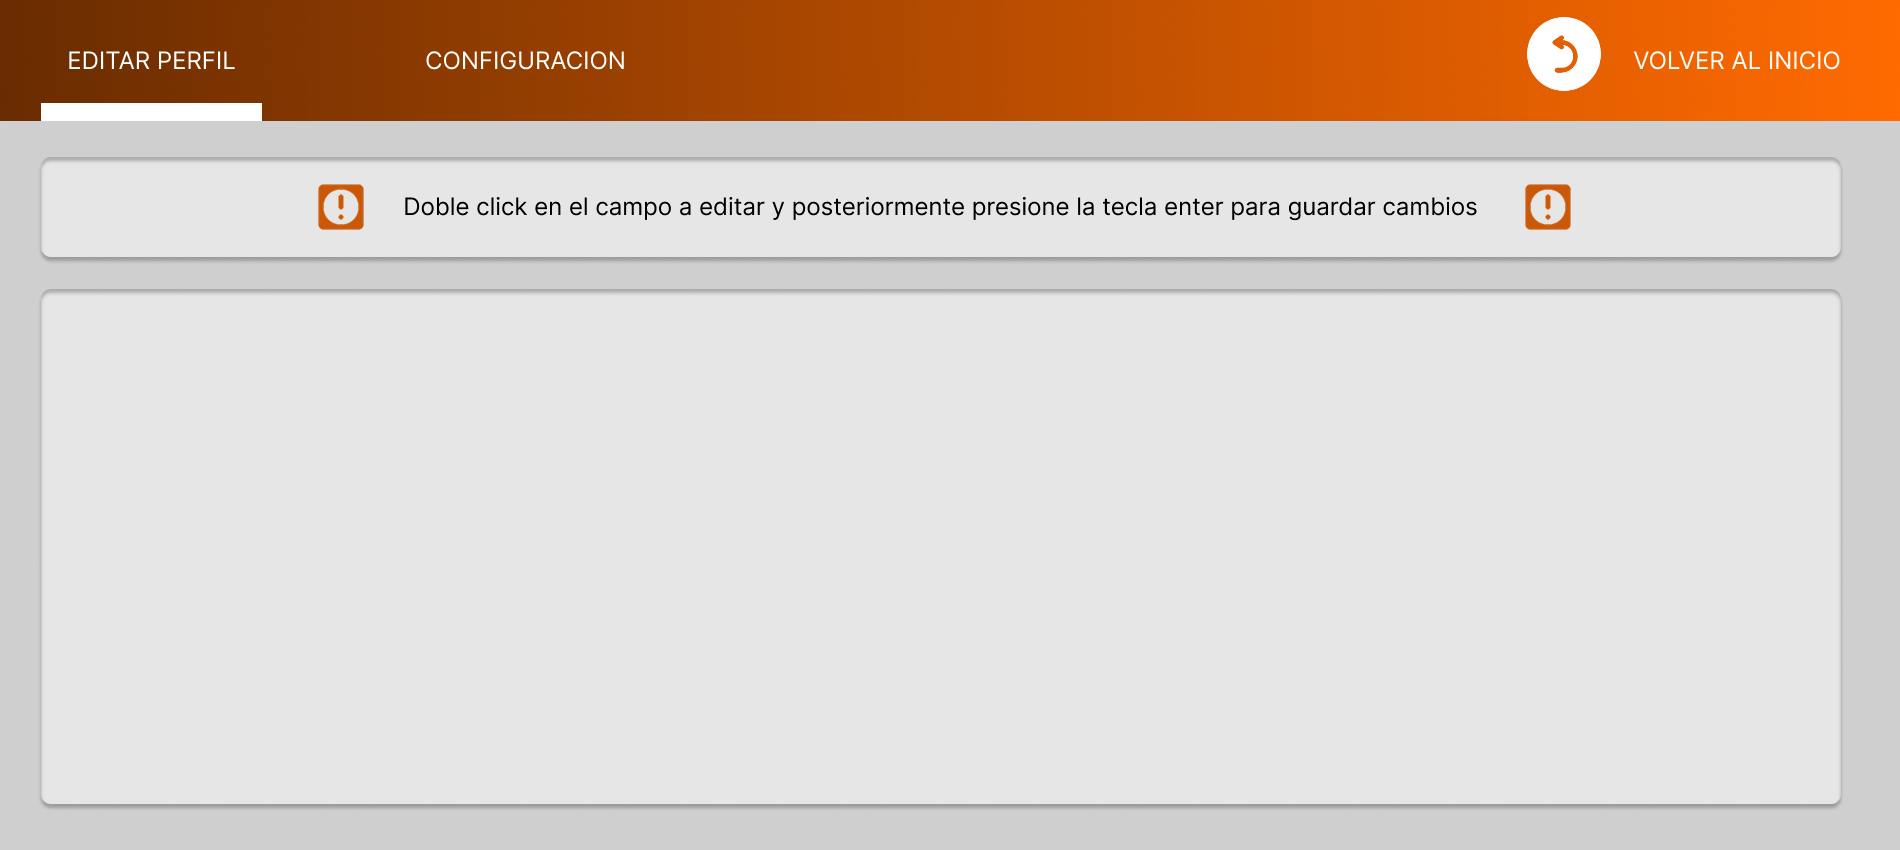 EDITAR PERFIL
CONFIGURACION
VOLVER AL INICIO
Doble click en el campo a editar y posteriormente presione la tecla enter para guardar cambios